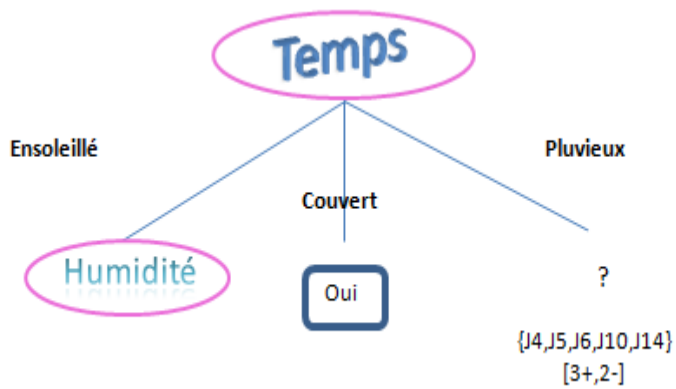 Temps
Ensoleillé
Pluvieux
Couvert
Humidité
Oui
?
{J4,J5,J6,J10,J14}
[3+,2-]